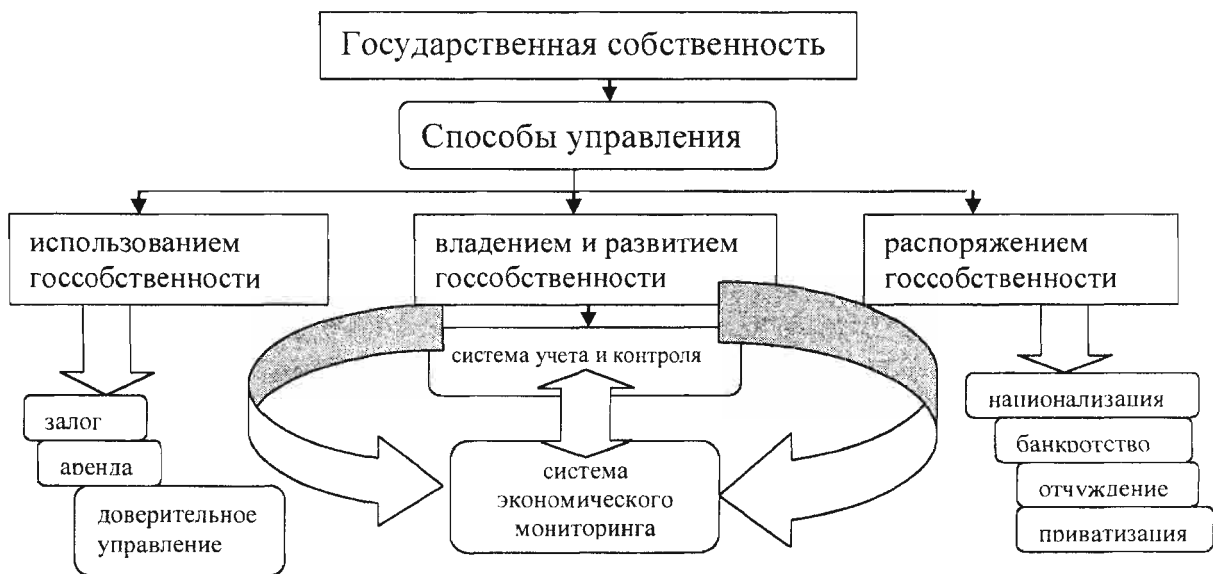 Государственная собственность
Способы управления
использованием
госсобственности
владением и развитием
госсобственности
распоряжением
госсобственности
система учета и контроля
залог
аренда
доверительное
управление
система
экономического
мониторинга
национализация
банкротство
отчуждение
приватизация